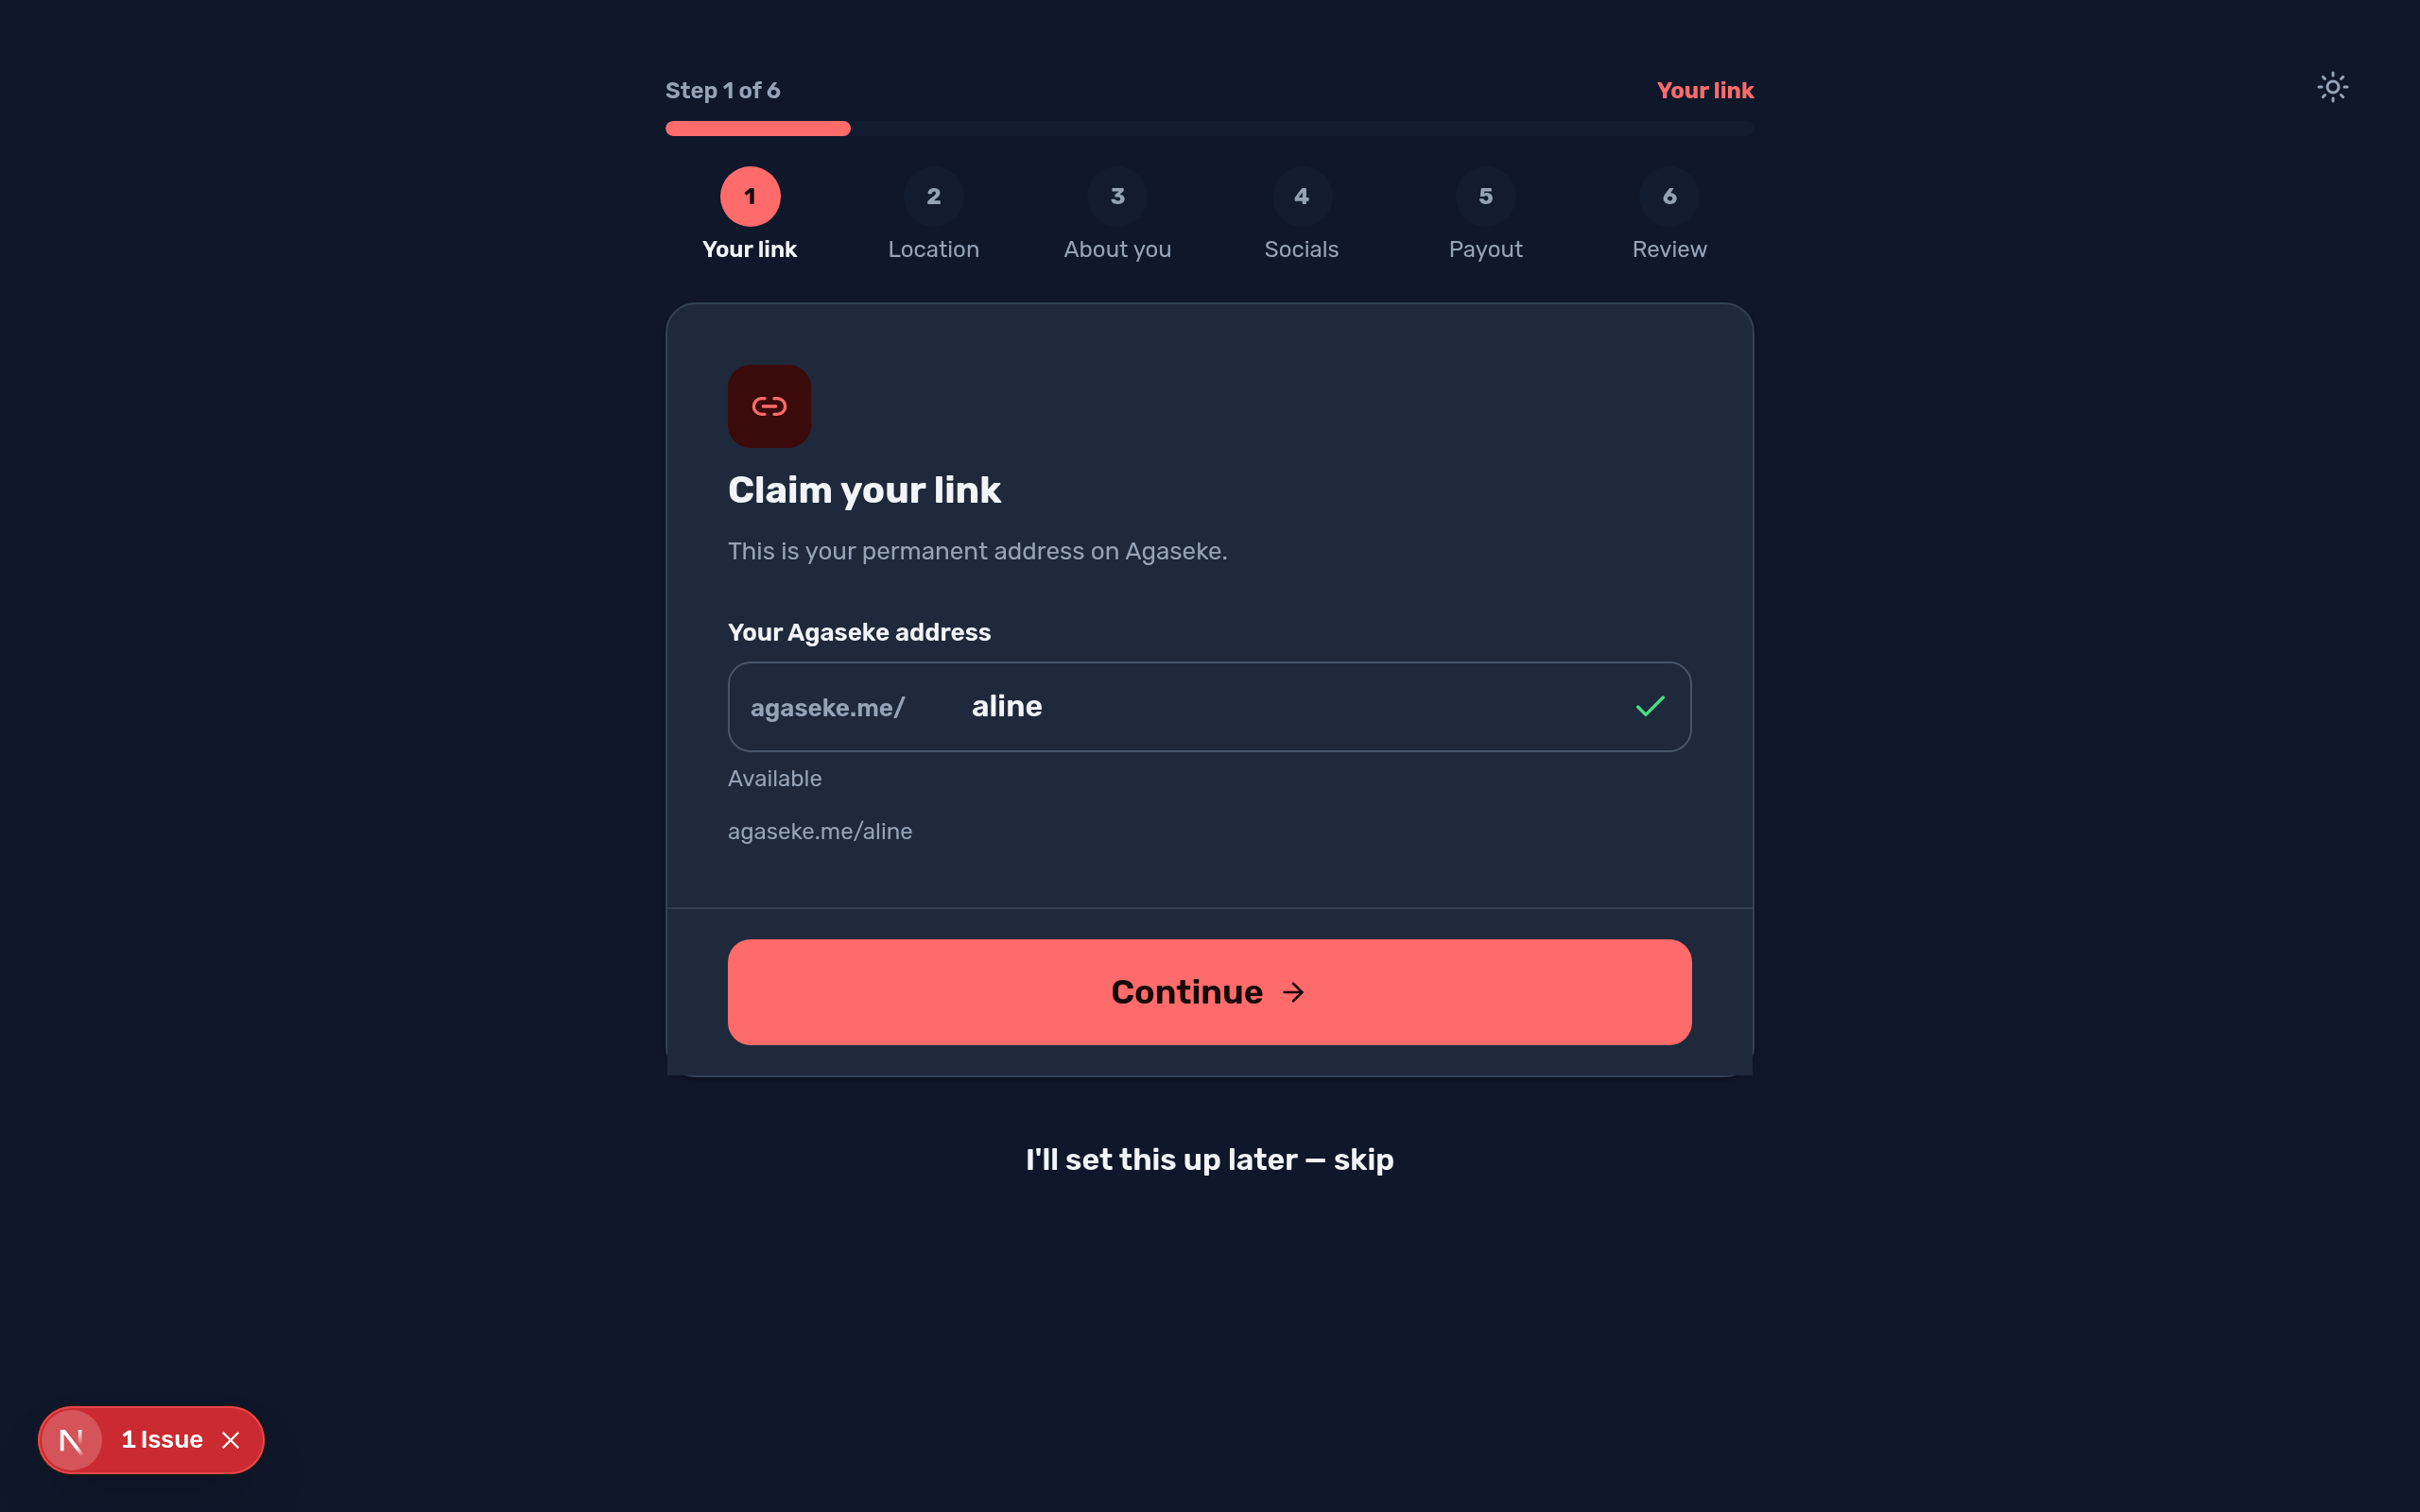 Step 1 of 6
Your link
1
2
3
4
5
6
Your link
Location
About you
Socials
Payout
Review
Claim your link
This is your permanent address on Agaseke.
Your Agaseke address
agaseke.me/ aline
Available
agaseke.me/aline
Continue →
I'll set this up later — skip
N 1 Issue